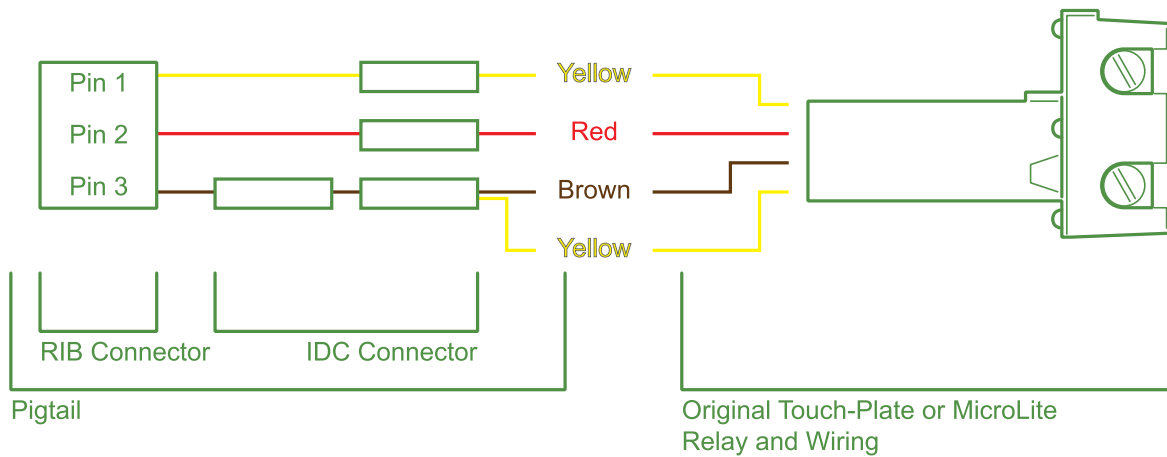 Pin 1
Yellow
Pin 2
Red
Pin 3
Brown
Yellow
RIB Connector
IDC Connector
Pigtail
Original Touch-Plate or MicroLite
Relay and Wiring